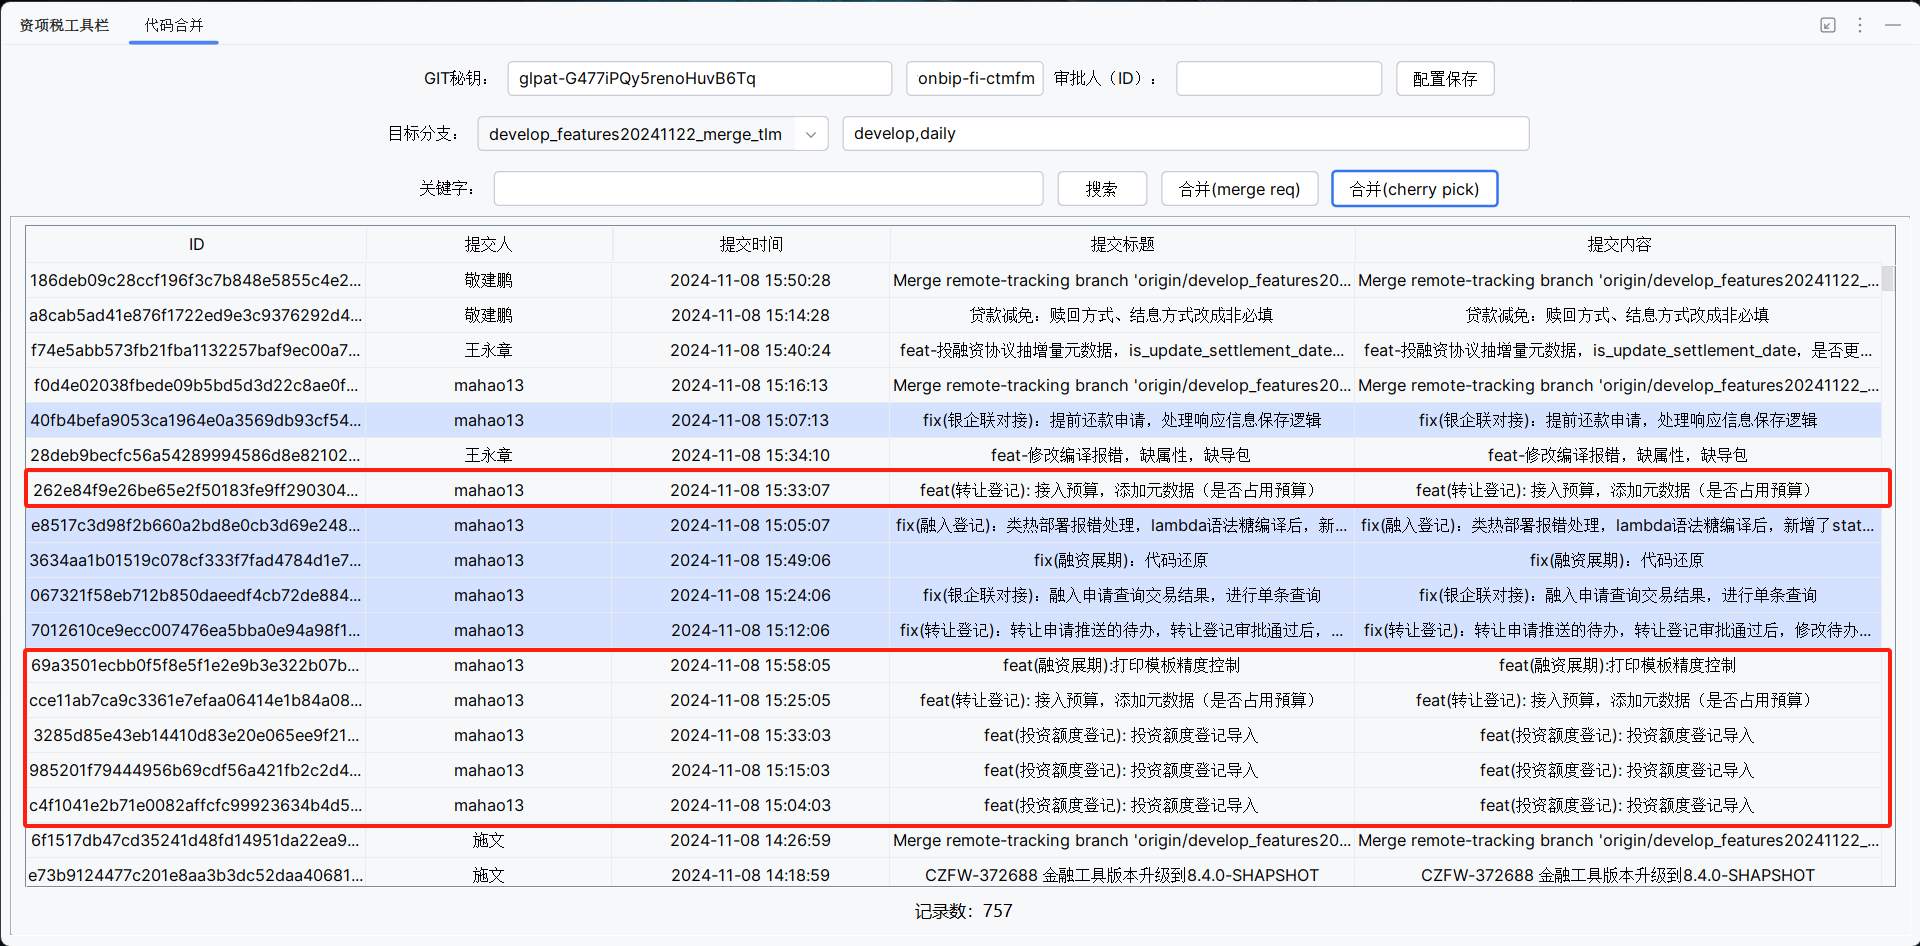 资项税工具栏 代码合并
GIT秘钥： glpat-G477iPQy5renoHuvB6Tq onbip-fi-ctmfm 审批人（ID）： 配置保存
目标分支： develop_features20241122_merge_tlm develop,daily
关键字： 搜索 合并(merge req) 合并(cherry pick)
ID 提交人 提交时间 提交标题 提交内容
186deb09c28ccf196f3c7b848e5855c4e2... 敬建鹏 2024-11-08 15:50:28 Merge remote-tracking branch 'origin/develop_features20... Merge remote-tracking branch 'origin/develop_features20241122_...
a8cab5ad41e876f1722ed9e3c9376292d4... 敬建鹏 2024-11-08 15:14:28 贷款减免：赎回方式、结息方式改成非必填 贷款减免：赎回方式、结息方式改成非必填
f74e5abb573fb21fba1132257baf9ec00a7... 王永章 2024-11-08 15:40:24 feat-投融资协议抽增量元数据，is_update_settlement_date... feat-投融资协议抽增量元数据，is_update_settlement_date，是否更...
f0d4e02038fbede09b5bd5d3d22c8ae0f... mahao13 2024-11-08 15:16:13 Merge remote-tracking branch 'origin/develop_features20... Merge remote-tracking branch 'origin/develop_features20241122_...
40fb4befa9053ca1964e0a3569db93cf54... mahao13 2024-11-08 15:07:13 fix(银企联对接)：提前还款申请，处理响应信息保存逻辑 fix(银企联对接)：提前还款申请，处理响应信息保存逻辑
28deb9becfc56a54289994586d8e82102... 王永章 2024-11-08 15:34:10 feat-修改编译报错，缺属性，缺导包 feat-修改编译报错，缺属性，缺导包
262e84f9e26be65e2f50183fe9ff290304... mahao13 2024-11-08 15:33:07 feat(转让登记): 接入预算，添加元数据（是否占用预算） feat(转让登记): 接入预算，添加元数据（是否占用预算）
e8517c3d98f2b660a2bd8e0cb3d69e248... mahao13 2024-11-08 15:05:07 fix(融入登记)：类热部署报错处理，lambda语法糖编译后，新... fix(融入登记)：类热部署报错处理，lambda语法糖编译后，新增了stat...
3634aa1b01519c078cf333f7fad4784d1e7... mahao13 2024-11-08 15:49:06 fix(融资展期)：代码还原 fix(融资展期)：代码还原
067321f58eb712b850daeedf4cb72de884... mahao13 2024-11-08 15:24:06 fix(银企联对接)：融入申请查询交易结果，进行单条查询 fix(银企联对接)：融入申请查询交易结果，进行单条查询
7012610ce9ecc007476ea5bba0e94a98f1... mahao13 2024-11-08 15:12:06 fix(转让登记)：转让申请推送的待办，转让登记审批通过后，... fix(转让登记)：转让申请推送的待办，转让登记审批通过后，修改待办...
69a3501ecbb0f5f8e5f1e2e9b3e322b07b... mahao13 2024-11-08 15:58:05 feat(融资展期):打印模板精度控制 feat(融资展期):打印模板精度控制
cce11ab7ca9c3361e7efaa06414e1b84a08... mahao13 2024-11-08 15:25:05 feat(转让登记): 接入预算，添加元数据（是否占用预算） feat(转让登记): 接入预算，添加元数据（是否占用预算）
3285d85e43eb14410d83e20e065ee9f21... mahao13 2024-11-08 15:33:03 feat(投资额度登记): 投资额度登记导入 feat(投资额度登记): 投资额度登记导入
985201f79444956b69cdf56a421fb2c2d4... mahao13 2024-11-08 15:15:03 feat(投资额度登记): 投资额度登记导入 feat(投资额度登记): 投资额度登记导入
c4f1041e2b71e0082affcfc99923634b4d5... mahao13 2024-11-08 15:04:03 feat(投资额度登记): 投资额度登记导入 feat(投资额度登记): 投资额度登记导入
6f1517db47cd35241d48fd14951da22ea9... 施文 2024-11-08 14:26:59 Merge remote-tracking branch 'origin/develop_features20... Merge remote-tracking branch 'origin/develop_features20241122_...
e73b9124477c201e8aa3b3dc52daa40681... 施文 2024-11-08 14:18:59 CZFW-372688 金融工具版本升级到8.4.0-SHAPSHOT CZFW-372688 金融工具版本升级到8.4.0-SHAPSHOT
记录数：757